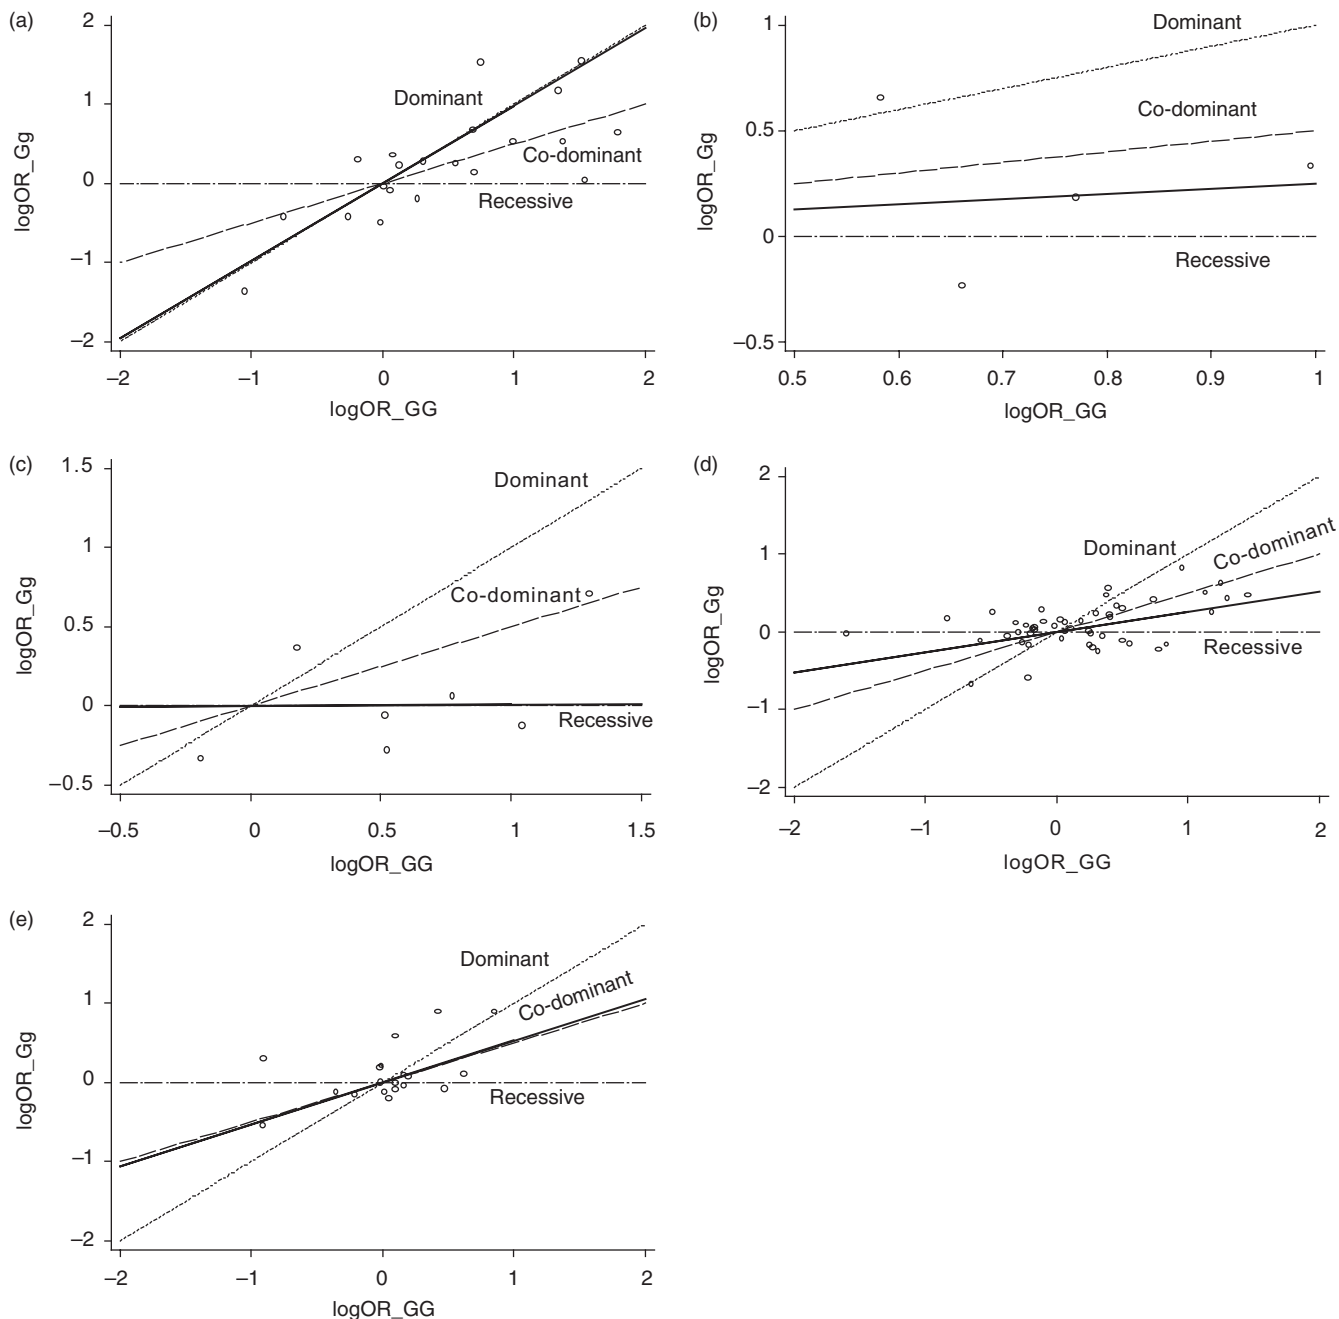 (a)
2
1
0
−1
−2
logOR_Gg
Dominant
Co-dominant
Recessive
−2
−1
0
1
2
logOR_GG
(b)
1
0.5
0
−0.5
logOR_Gg
Dominant
Co-dominant
Recessive
0.5
0.6
0.7
0.8
0.9
1
logOR_GG
(c)
1.5
1
0.5
0
−0.5
logOR_Gg
Dominant
Co-dominant
Recessive
−0.5
0
0.5
1
1.5
logOR_GG
(d)
2
1
0
−1
−2
logOR_Gg
Dominant
Co-dominant
Recessive
−2
−1
0
1
2
logOR_GG
(e)
2
1
0
−1
−2
logOR_Gg
Dominant
Co-dominant
Recessive
−2
−1
0
1
2
logOR_GG